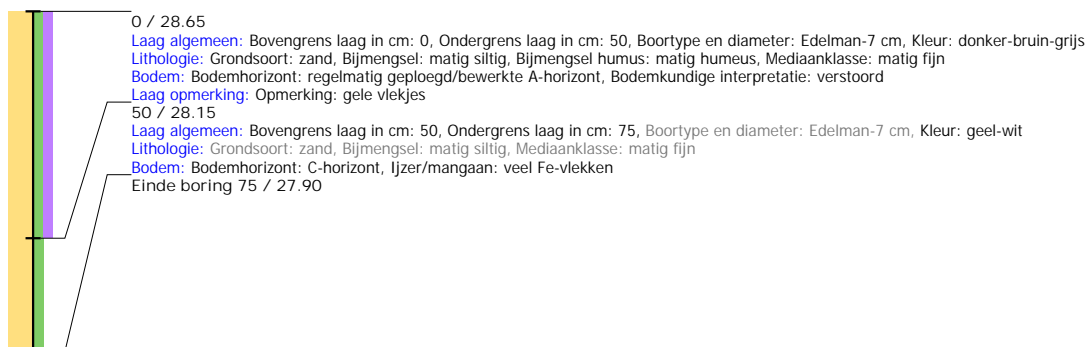 0 / 28.65
Laag algemeen: Bovengrens laag in cm: 0, Ondergrens laag in cm: 50, Boortype en diameter: Edelman-7 cm, Kleur: donker-bruin-grijs
Lithologie: Grondsoort: zand, Bijmengsel: matig siltig, Bijmengsel humus: matig humeus, Mediaanklasse: matig fijn
Bodem: Bodemhorizont: regelmatig geploegd/bewerkte A-horizont, Bodemkundige interpretatie: verstoord
Laag opmerking: Opmerking: gele vlekjes
50 / 28.15
Laag algemeen: Bovengrens laag in cm: 50, Ondergrens laag in cm: 75, Boortype en diameter: Edelman-7 cm, Kleur: geel-wit
Lithologie: Grondsoort: zand, Bijmengsel: matig siltig, Mediaanklasse: matig fijn
Bodem: Bodemhorizont: C-horizont, Ijzer/mangaan: veel Fe-vlekken
Einde boring 75 / 27.90